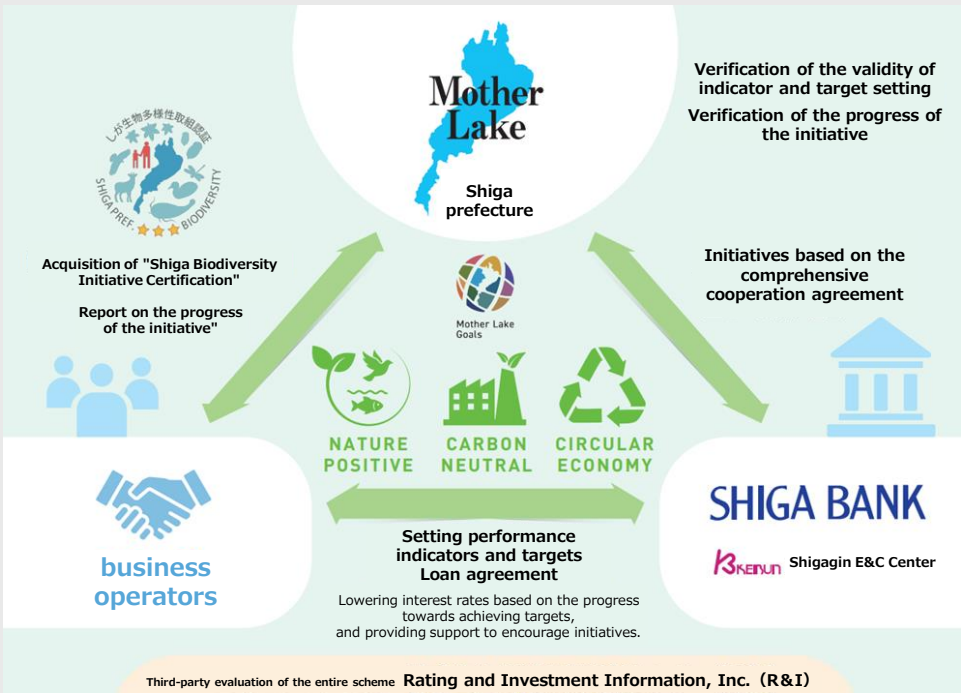 Mother
Lake
Shiga
prefecture
Verification of the validity of
indicator and target setting
Verification of the progress of
the initiative
しが生物多様性取組認証
SHIGA PREF. BIODIVERSITY
Acquisition of "Shiga Biodiversity
Initiative Certification"
Report on the progress
of the initiative"
Initiatives based on the
comprehensive
cooperation agreement
Mother Lake
Goals
NATURE
POSITIVE
CARBON
NEUTRAL
CIRCULAR
ECONOMY
business
operators
SHIGA BANK
KEIBUN Shigagin E&C Center
Setting performance
indicators and targets
Loan agreement
Lowering interest rates based on the progress
towards achieving targets,
and providing support to encourage initiatives.
Third-party evaluation of the entire scheme Rating and Investment Information, Inc. (R&I)